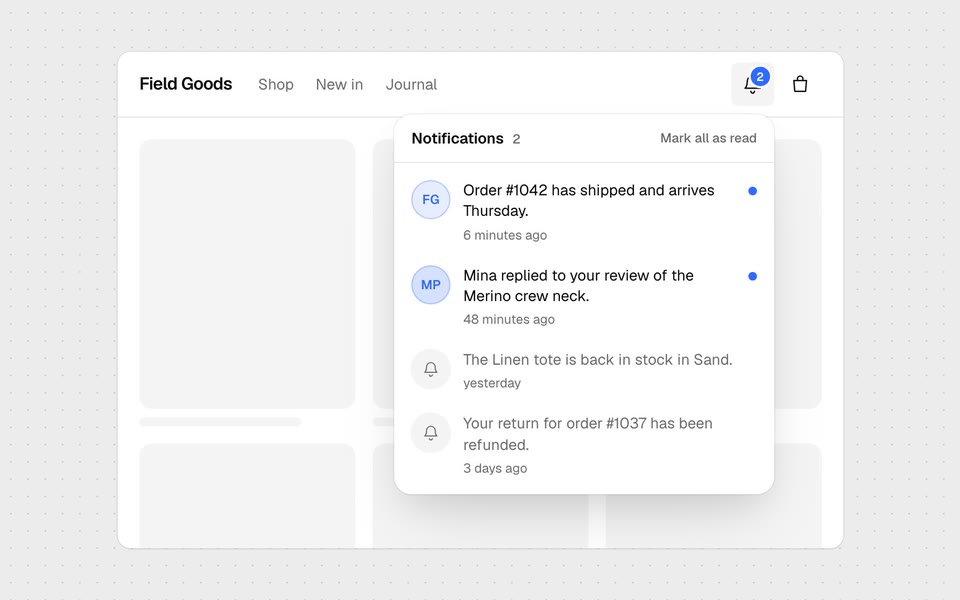 Field Goods
Shop
New in
Journal
2
Notifications 2
Mark all as read
FG
Order #1042 has shipped and arrives
Thursday.
6 minutes ago
MP
Mina replied to your review of the
Merino crew neck.
48 minutes ago
The Linen tote is back in stock in Sand.
yesterday
Your return for order #1037 has been
refunded.
3 days ago